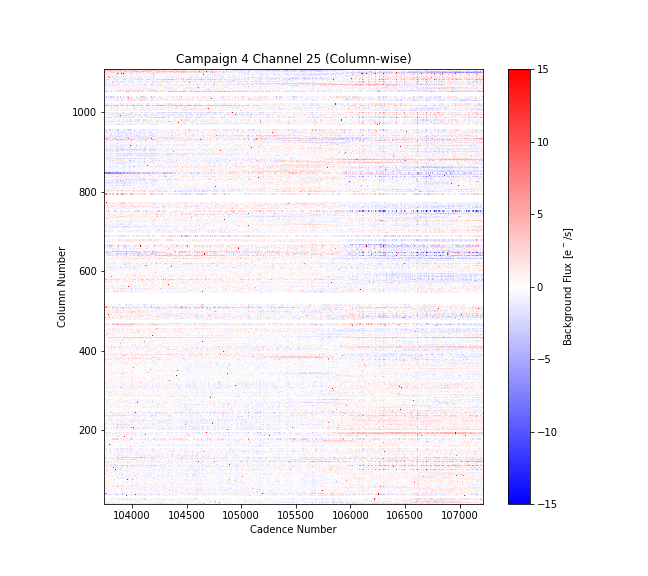 Campaign 4 Channel 25 (Column-wise)
Column Number
1000
800
600
400
200
104000 104500 105000 105500 106000 106500 107000
Cadence Number
15
10
5
0
−5
−10
−15
Background Flux [e⁻/s]